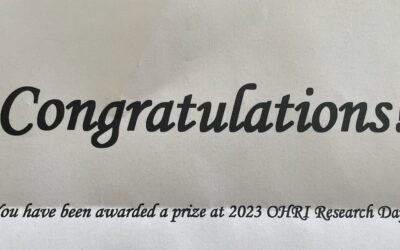 Congratulations!
You have been awarded a prize at 2023 OHRI Research Day